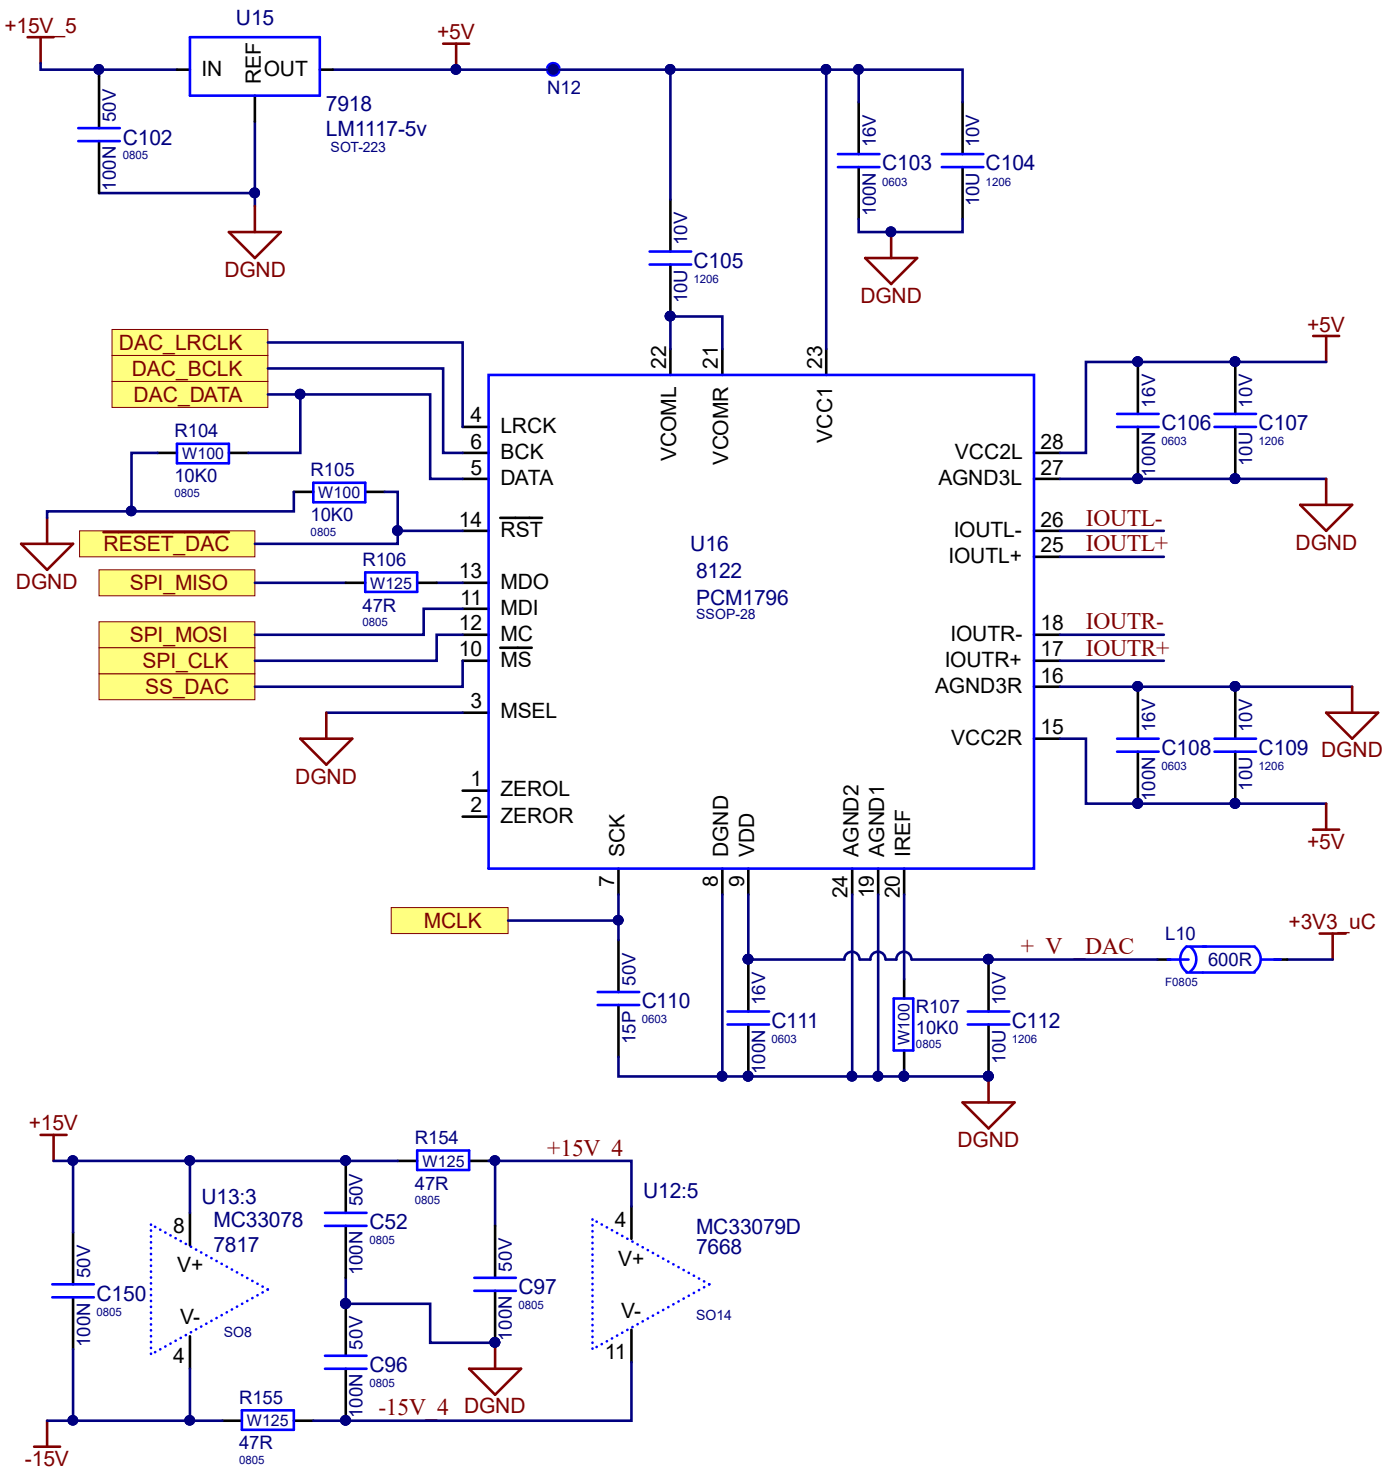 +15V_5
U15
+5V
IN
REF
OUT
N12
7918
LM1117-5v
SOT-223
50V
C102
0805
100N
DGND
16V
C103
0603
100N
10V
C104
1206
10U
DGND
10V
C105
1206
10U
DAC_LRCLK
DAC_BCLK
DAC_DATA
R104
W100
10K0
0805
R105
W100
10K0
0805
DGND
RESET_DAC
SPI_MISO
R106
W125
47R
0805
SPI_MOSI
SPI_CLK
SS_DAC
DGND
22
21
23
VCOML
VCOMR
VCC1
4
LRCK
6
BCK
5
DATA
14
RST
13
MDO
11
MDI
12
MC
10
MS
3
MSEL
1
ZEROL
2
ZEROR
U16
8122
PCM1796
SSOP-28
VCC2L
28
AGND3L
27
IOUTL-
26
IOUTL-
IOUTL+
25
IOUTL+
IOUTR-
18
IOUTR-
IOUTR+
17
IOUTR+
AGND3R
16
VCC2R
15
+5V
16V
C106
0603
100N
10V
C107
1206
10U
DGND
16V
C108
0603
100N
10V
C109
1206
10U
DGND
+5V
SCK
DGND
VDD
AGND2
AGND1
IREF
7
8
9
24
19
20
MCLK
50V
C110
0603
15P
16V
C111
0603
100N
R107
W100
10K0
0805
10V
C112
1206
10U
+ V DAC
L10
600R
F0805
+3V3_uC
DGND
+15V
R154
W125
47R
0805
+15V 4
U13:3
MC33078
7817
8
V+
V-
4
SO8
50V
C150
0805
100N
50V
C52
0805
100N
50V
C96
0805
100N
50V
C97
0805
100N
U12:5
MC33079D
7668
4
V+
V-
11
SO14
DGND
R155
W125
47R
0805
-15V 4
-15V